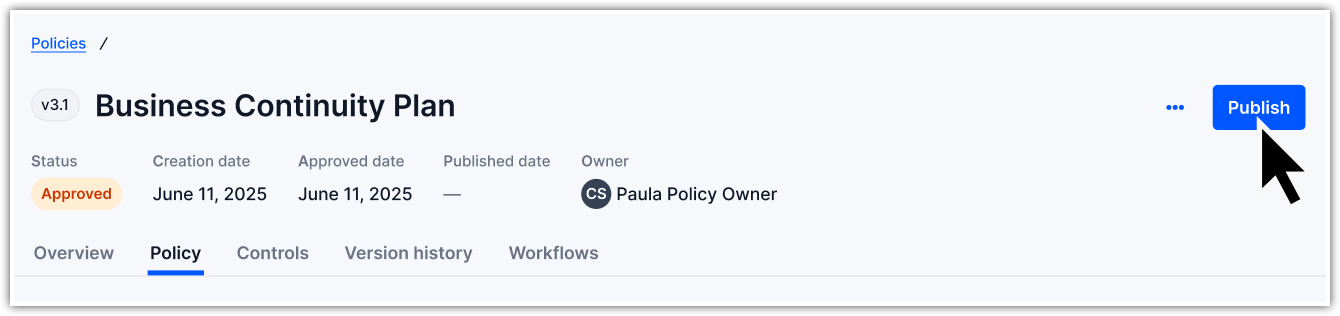 Policies /
v3.1 Business Continuity Plan ••• Publish
Status Creation date Approved date Published date Owner
Approved June 11, 2025 June 11, 2025 — CS Paula Policy Owner
Overview Policy Controls Version history Workflows